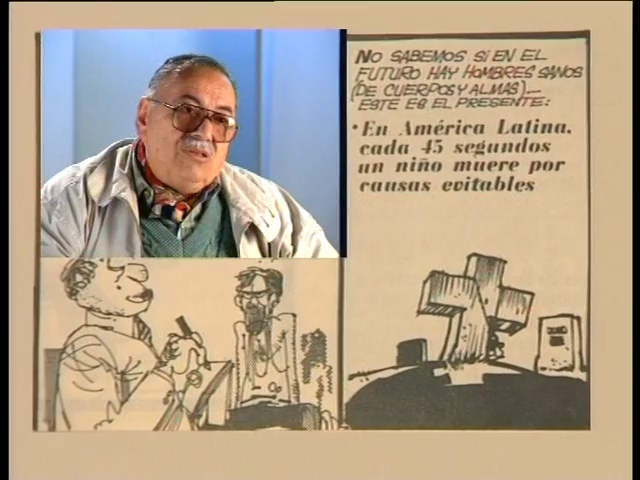 NO SABEMOS SI EN EL
FUTURO HAY HOMBRES SANOS
(DE CUERPOS Y ALMAS)...
ESTE ES EL PRESENTE:
• En América Latina,
cada 45 segundos
un niño muere por
causas evitables